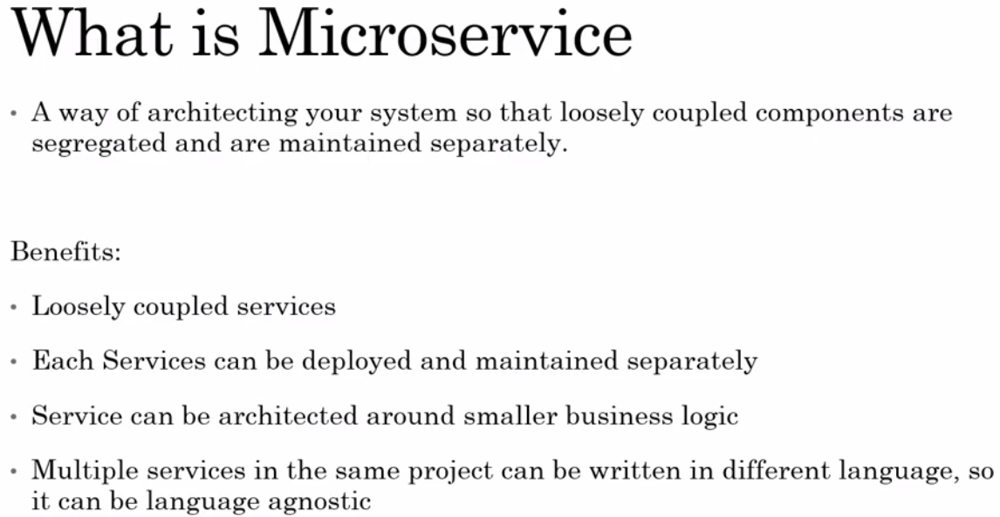 What is Microservice
• A way of architecting your system so that loosely coupled components are
segregated and are maintained separately.
Benefits:
• Loosely coupled services
• Each Services can be deployed and maintained separately
• Service can be architected around smaller business logic
• Multiple services in the same project can be written in different language, so
it can be language agnostic